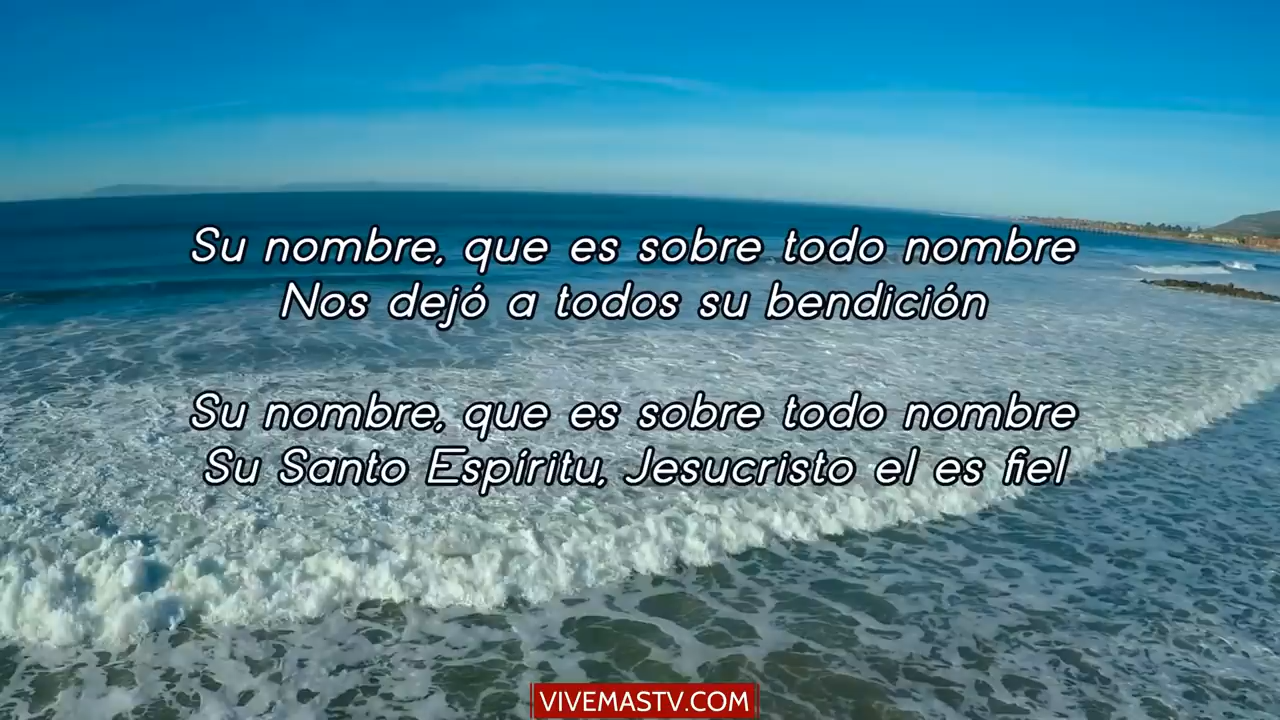 Su nombre, que es sobre todo nombre
Nos dejó a todos su bendición
Su nombre, que es sobre todo nombre
Su Santo Espíritu, Jesucristo el es fiel
VIVEMASTV.COM